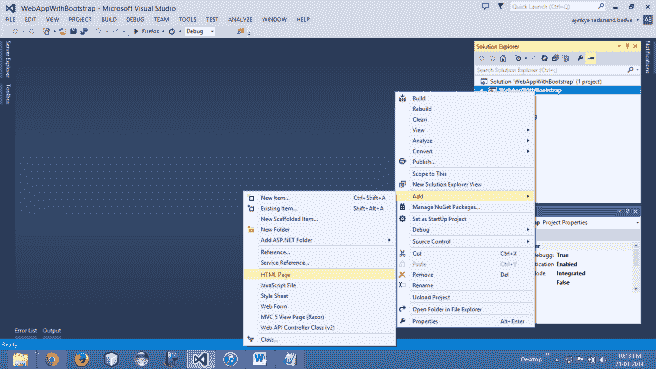 WebAppWithBootstrap - Microsoft Visual Studio
Quick Launch (Ctrl+Q)
FILE EDIT VIEW PROJECT BUILD DEBUG TEAM TOOLS TEST ANALYZE WINDOW HELP
Firefox
Debug
Server Explorer
Toolbox
Notifications
Solution Explorer
Search Solution Explorer (Ctrl+;)
Solution 'WebAppWithBootstrap' (1 project)
WebAppWithBootstrap
Build
Rebuild
Clean
View
Analyze
Convert
Publish...
Scope to This
New Solution Explorer View
Add
Manage NuGet Packages...
Set as StartUp Project
Debug
Source Control
Cut Ctrl+X
Paste Ctrl+V
Remove Del
Rename
Unload Project
Open Folder in File Explorer
Properties Alt+Enter
New Item... Ctrl+Shift+A
Existing Item... Shift+Alt+A
New Scaffolded Item...
New Folder
Add ASP.NET Folder
Reference...
Service Reference...
HTML Page
JavaScript File
Style Sheet
Web Form
MVC 5 View Page (Razor)
Web API Controller Class (v2)
Class...
Project Properties
True
Enabled
Integrated
False
Error List Output
Ready
Desktop